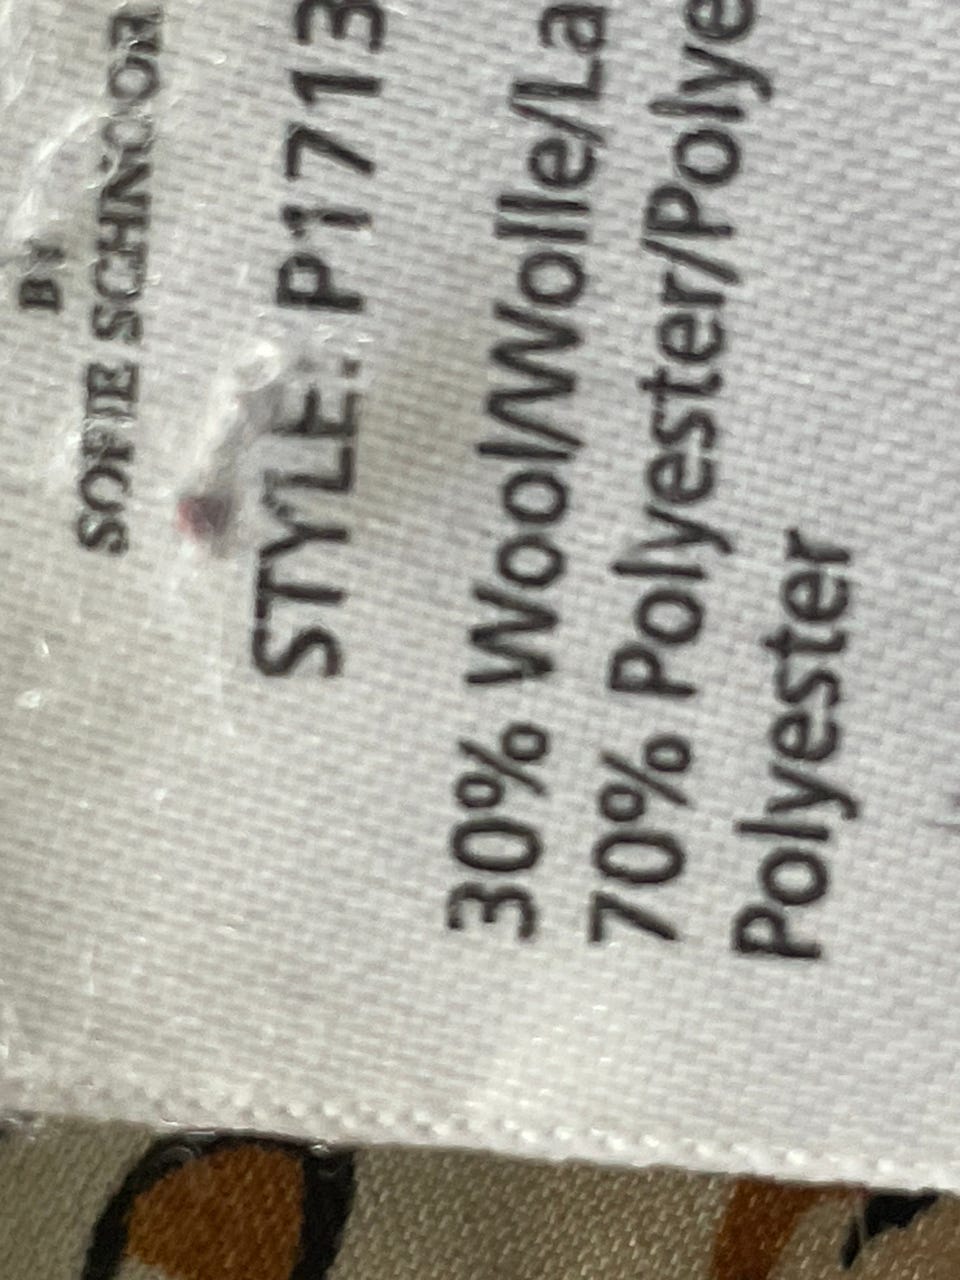 BY
SOFIE SCHNOOR
STYLE: P1713
30% Wool/Wolle/La
70% Polyester/Polye
Polyester